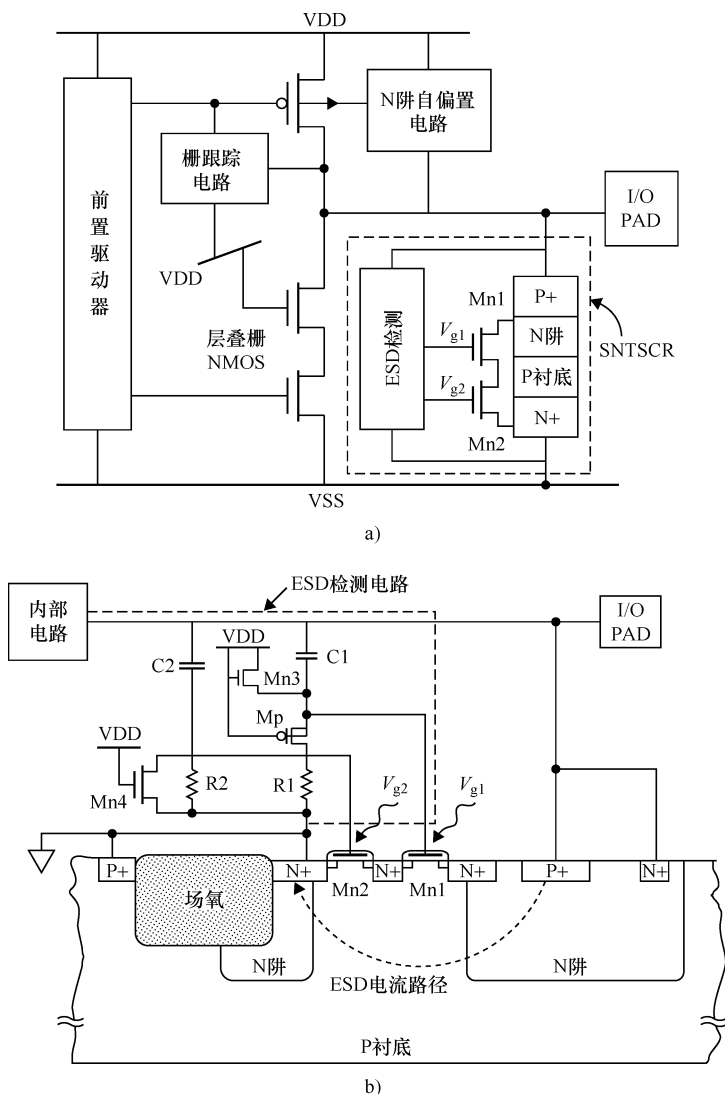 VDD
前置驱动器
栅跟踪
电路
N阱自偏置
电路
I/O
PAD
VDD
层叠栅
NMOS
ESD检测
Vg1
Vg2
Mn1
Mn2
P+
N阱
P衬底
N+
SNTSCR
VSS
a)
内部
电路
ESD检测电路
I/O
PAD
VDD
C2
C1
Mn3
Mp
VDD
Mn4
R2
R1
Vg2
Vg1
P+
场氧
N+
Mn2
N+
Mn1
N+
P+
N+
N阱
ESD电流路径
N阱
P衬底
b)